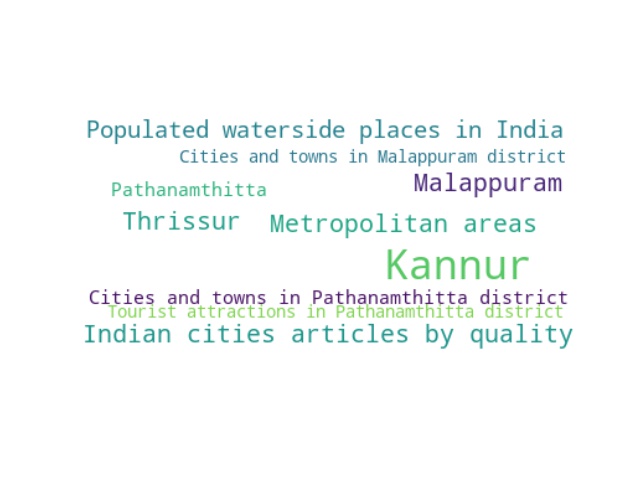 Populated waterside places in India
Cities and towns in Malappuram district
Malappuram
Pathanamthitta
Thrissur
Metropolitan areas
Kannur
Cities and towns in Pathanamthitta district
Tourist attractions in Pathanamthitta district
Indian cities articles by quality